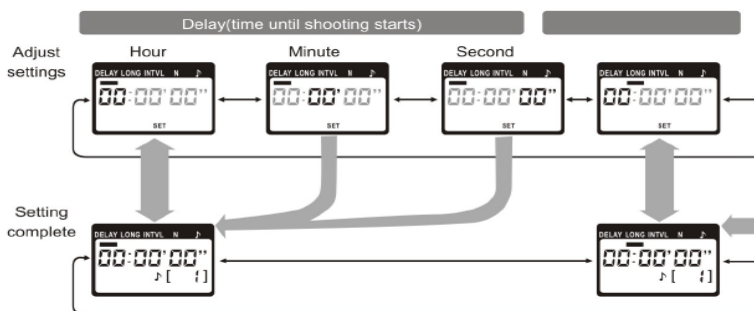 Delay(time until shooting starts)
Adjust settings
Hour
Minute
Second
DELAY LONG INTVL N ♪
00:00'00"
SET
DELAY LONG INTVL N ♪
00:00'00"
SET
DELAY LONG INTVL N ♪
00:00'00"
SET
DELAY LONG INTVL N ♪
00:00'00"
SET
Setting complete
DELAY LONG INTVL N ♪
00:00'00"
♪ [ 1]
DELAY LONG INTVL N ♪
00:00'00"
♪ [ 1]